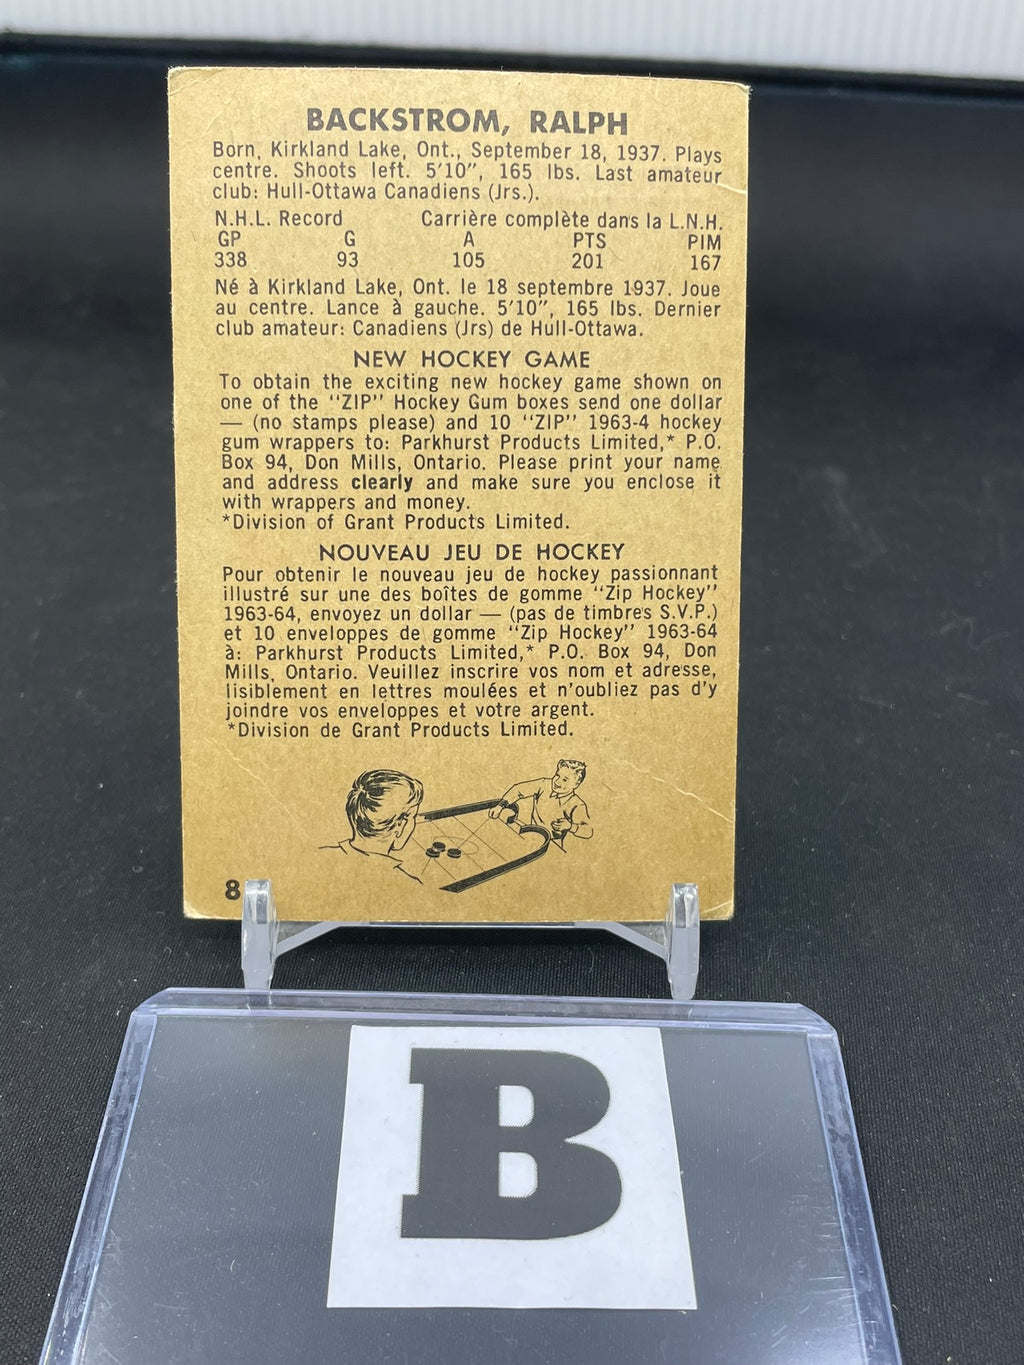 BACKSTROM, RALPH
Born, Kirkland Lake, Ont., September 18, 1937. Plays
centre. Shoots left. 5'10", 165 lbs. Last amateur
club: Hull-Ottawa Canadiens (Jrs.).
N.H.L. Record Carrière complète dans la L.N.H.
GP G A PTS PIM
338 93 105 201 167
Né à Kirkland Lake, Ont. le 18 septembre 1937. Joue
au centre. Lance à gauche. 5'10", 165 lbs. Dernier
club amateur: Canadiens (Jrs) de Hull-Ottawa.
NEW HOCKEY GAME
To obtain the exciting new hockey game shown on
one of the "ZIP" Hockey Gum boxes send one dollar
— (no stamps please) and 10 "ZIP" 1963-4 hockey
gum wrappers to: Parkhurst Products Limited,* P.O.
Box 94, Don Mills, Ontario. Please print your name
and address clearly and make sure you enclose it
with wrappers and money.
*Division of Grant Products Limited.
NOUVEAU JEU DE HOCKEY
Pour obtenir le nouveau jeu de hockey passionnant
illustré sur une des boîtes de gomme "Zip Hockey"
1963-64, envoyez un dollar — (pas de timbres S.V.P.)
et 10 enveloppes de gomme "Zip Hockey" 1963-64
à: Parkhurst Products Limited,* P.O. Box 94, Don
Mills, Ontario. Veuillez inscrire vos nom et adresse,
lisiblement en lettres moulées et n'oubliez pas d'y
joindre vos enveloppes et votre argent.
*Division de Grant Products Limited.
8
B